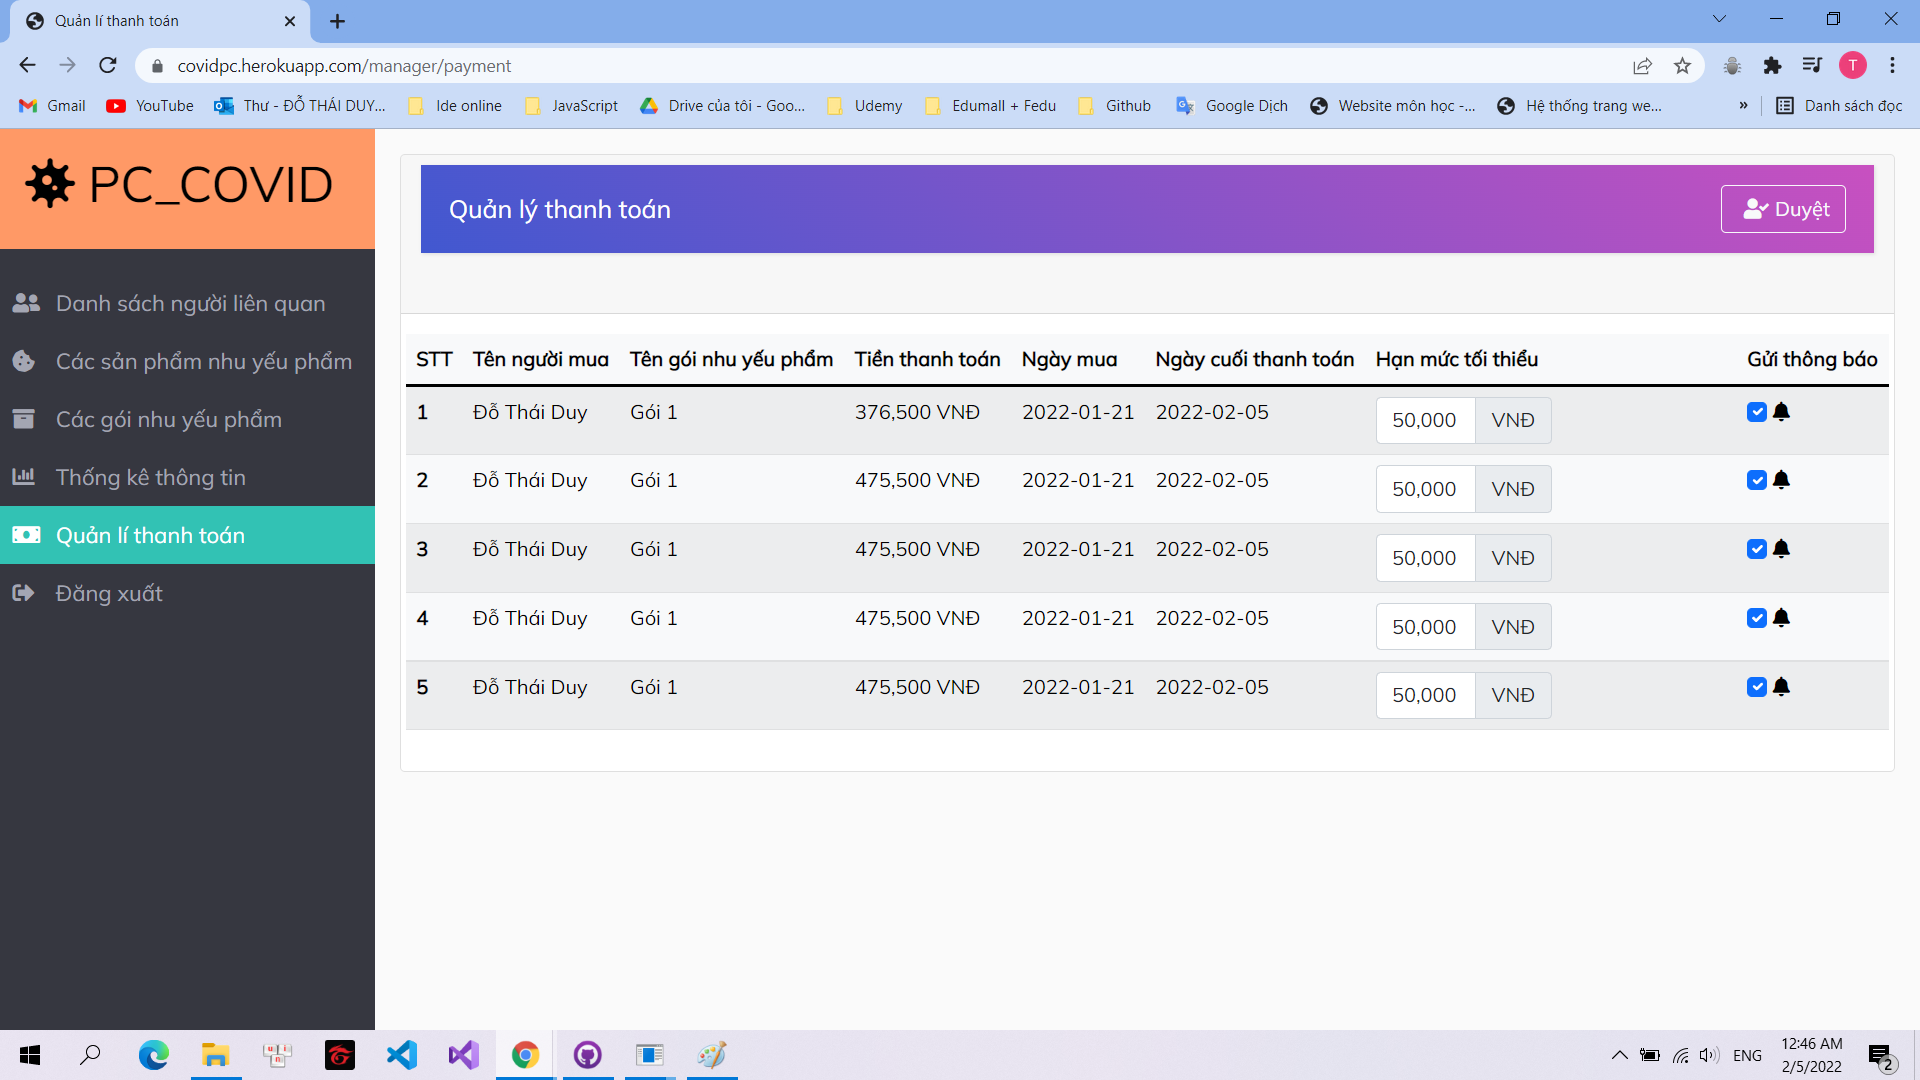 Quản lí thanh toán
covidpc.herokuapp.com/manager/payment
T
Gmail YouTube Thư - ĐỖ THÁI DUY... Ide online JavaScript Drive của tôi - Goo... Udemy Edumall + Fedu Github Google Dịch Website môn học -... Hệ thống trang we... » Danh sách đọc
PC_COVID
Danh sách người liên quan
Các sản phẩm nhu yếu phẩm
Các gói nhu yếu phẩm
Thống kê thông tin
Quản lí thanh toán
Đăng xuất
Quản lý thanh toán
Duyệt
STT Tên người mua Tên gói nhu yếu phẩm Tiền thanh toán Ngày mua Ngày cuối thanh toán Hạn mức tối thiểu Gửi thông báo
1 Đỗ Thái Duy Gói 1 376,500 VNĐ 2022-01-21 2022-02-05 50,000 VNĐ
2 Đỗ Thái Duy Gói 1 475,500 VNĐ 2022-01-21 2022-02-05 50,000 VNĐ
3 Đỗ Thái Duy Gói 1 475,500 VNĐ 2022-01-21 2022-02-05 50,000 VNĐ
4 Đỗ Thái Duy Gói 1 475,500 VNĐ 2022-01-21 2022-02-05 50,000 VNĐ
5 Đỗ Thái Duy Gói 1 475,500 VNĐ 2022-01-21 2022-02-05 50,000 VNĐ
ENG
12:46 AM
2/5/2022
2